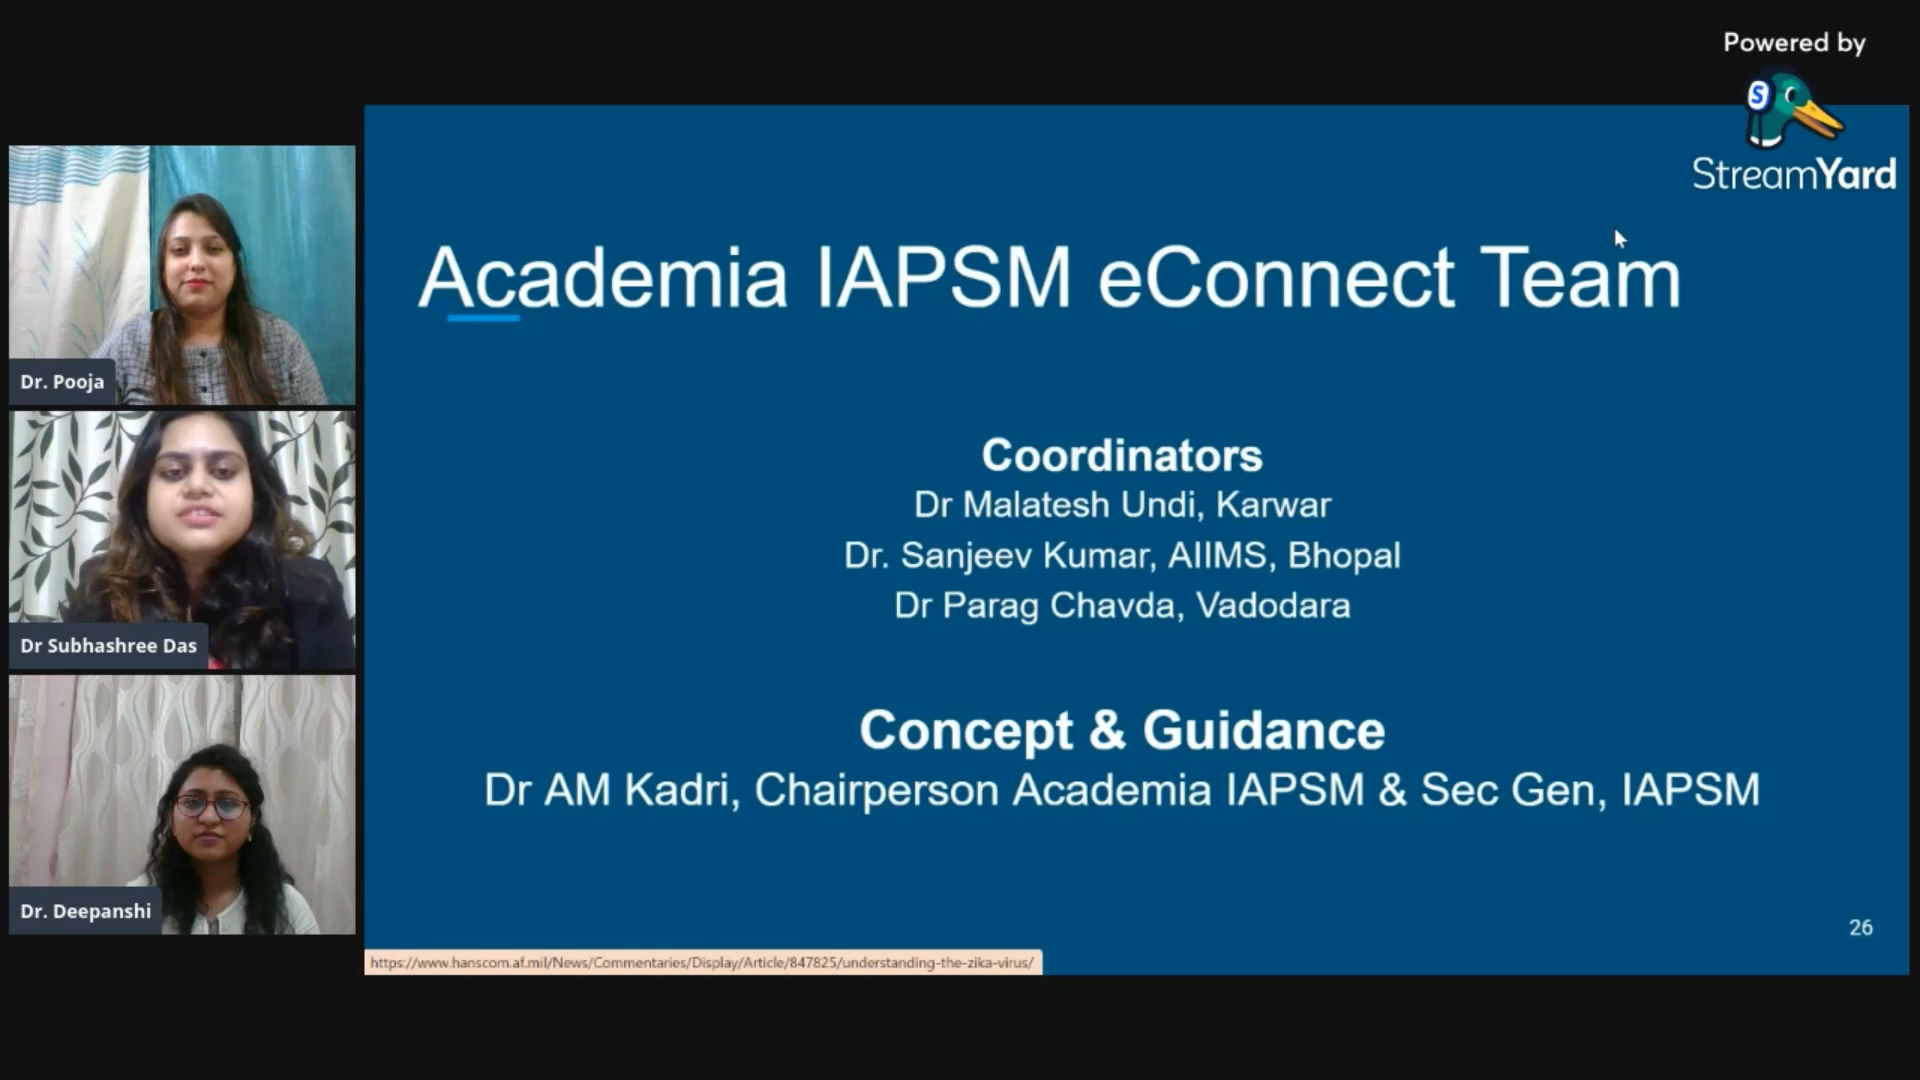 Powered by
S
StreamYard
Academia IAPSM eConnect Team
Coordinators
Dr Malatesh Undi, Karwar
Dr. Sanjeev Kumar, AIIMS, Bhopal
Dr Parag Chavda, Vadodara
Concept & Guidance
Dr AM Kadri, Chairperson Academia IAPSM & Sec Gen, IAPSM
26
https://www.hanscom.af.mil/News/Commentaries/Display/Article/847825/understanding-the-zika-virus/
Dr. Pooja
Dr Subhashree Das
Dr. Deepanshi